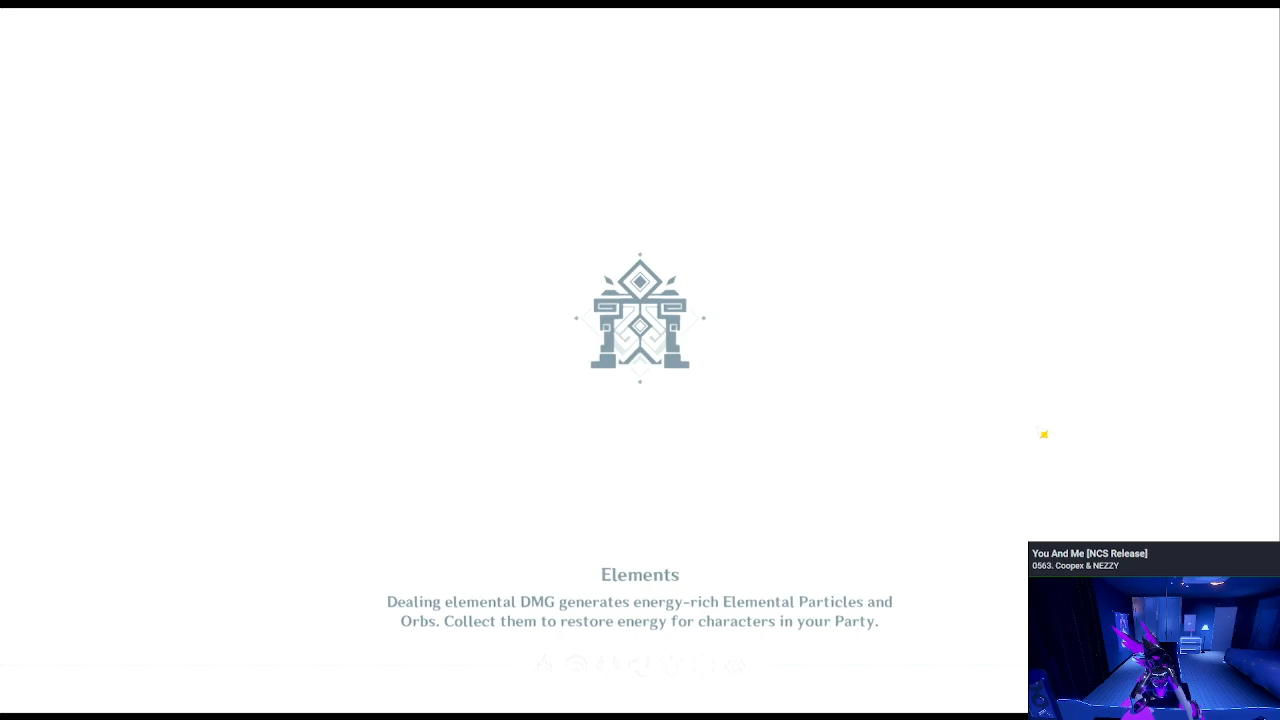 Elements
Dealing elemental DMG generates energy-rich Elemental Particles and
Orbs. Collect them to restore energy for characters in your Party.
You And Me [NCS Release]
0563. Coopex & NEZZY